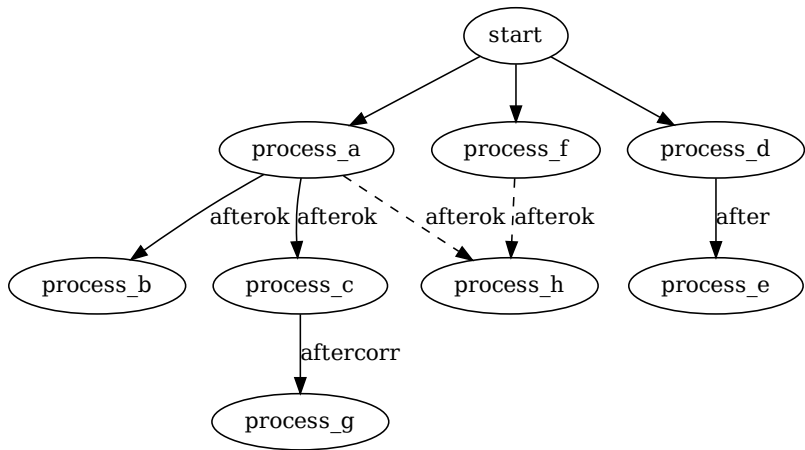 start
process_a
process_f
process_d
afterok
afterok
afterok
afterok
after
process_b
process_c
process_h
process_e
aftercorr
process_g